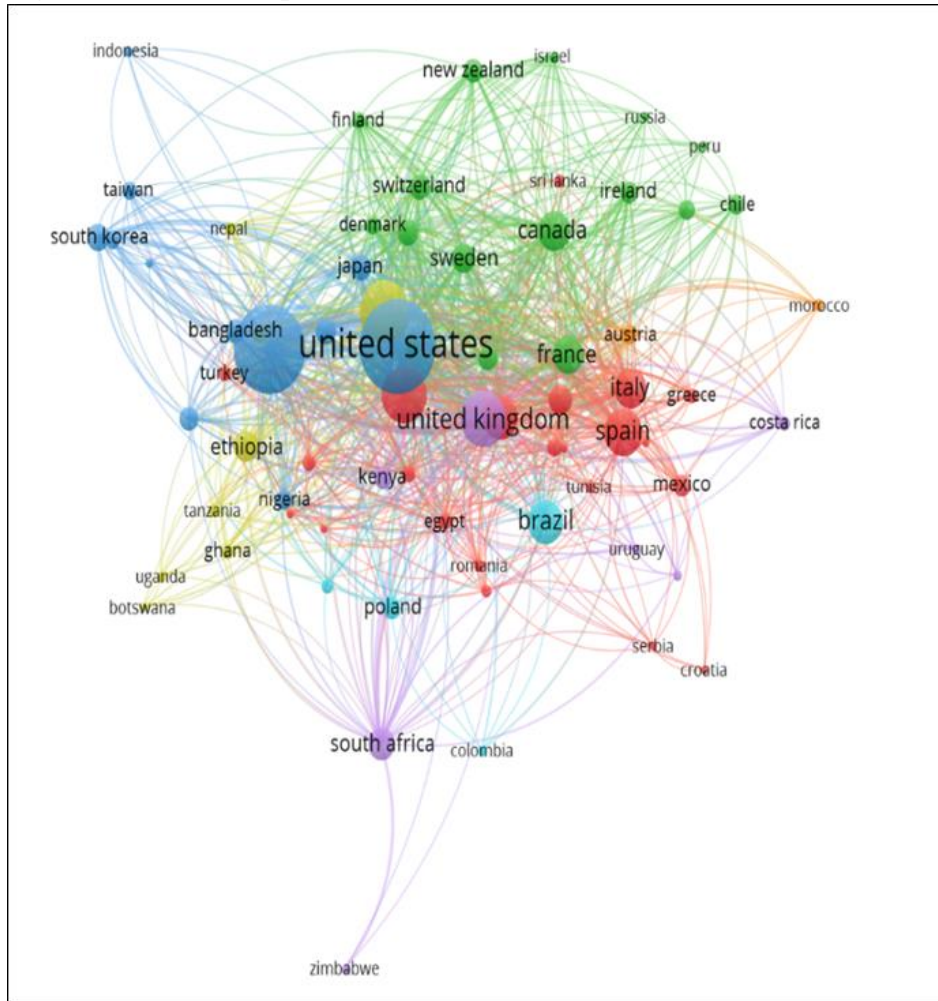 indonesia
israel
new zealand
finland
russia
peru
taiwan
switzerland
sri lanka
ireland
chile
nepal
denmark
canada
south korea
sweden
japan
morocco
bangladesh
united states
austria
france
turkey
italy
greece
united kingdom
costa rica
spain
ethiopia
kenya
tunisia
mexico
nigeria
tanzania
egypt
brazil
ghana
uruguay
romania
uganda
botswana
poland
serbia
croatia
south africa
colombia
zimbabwe